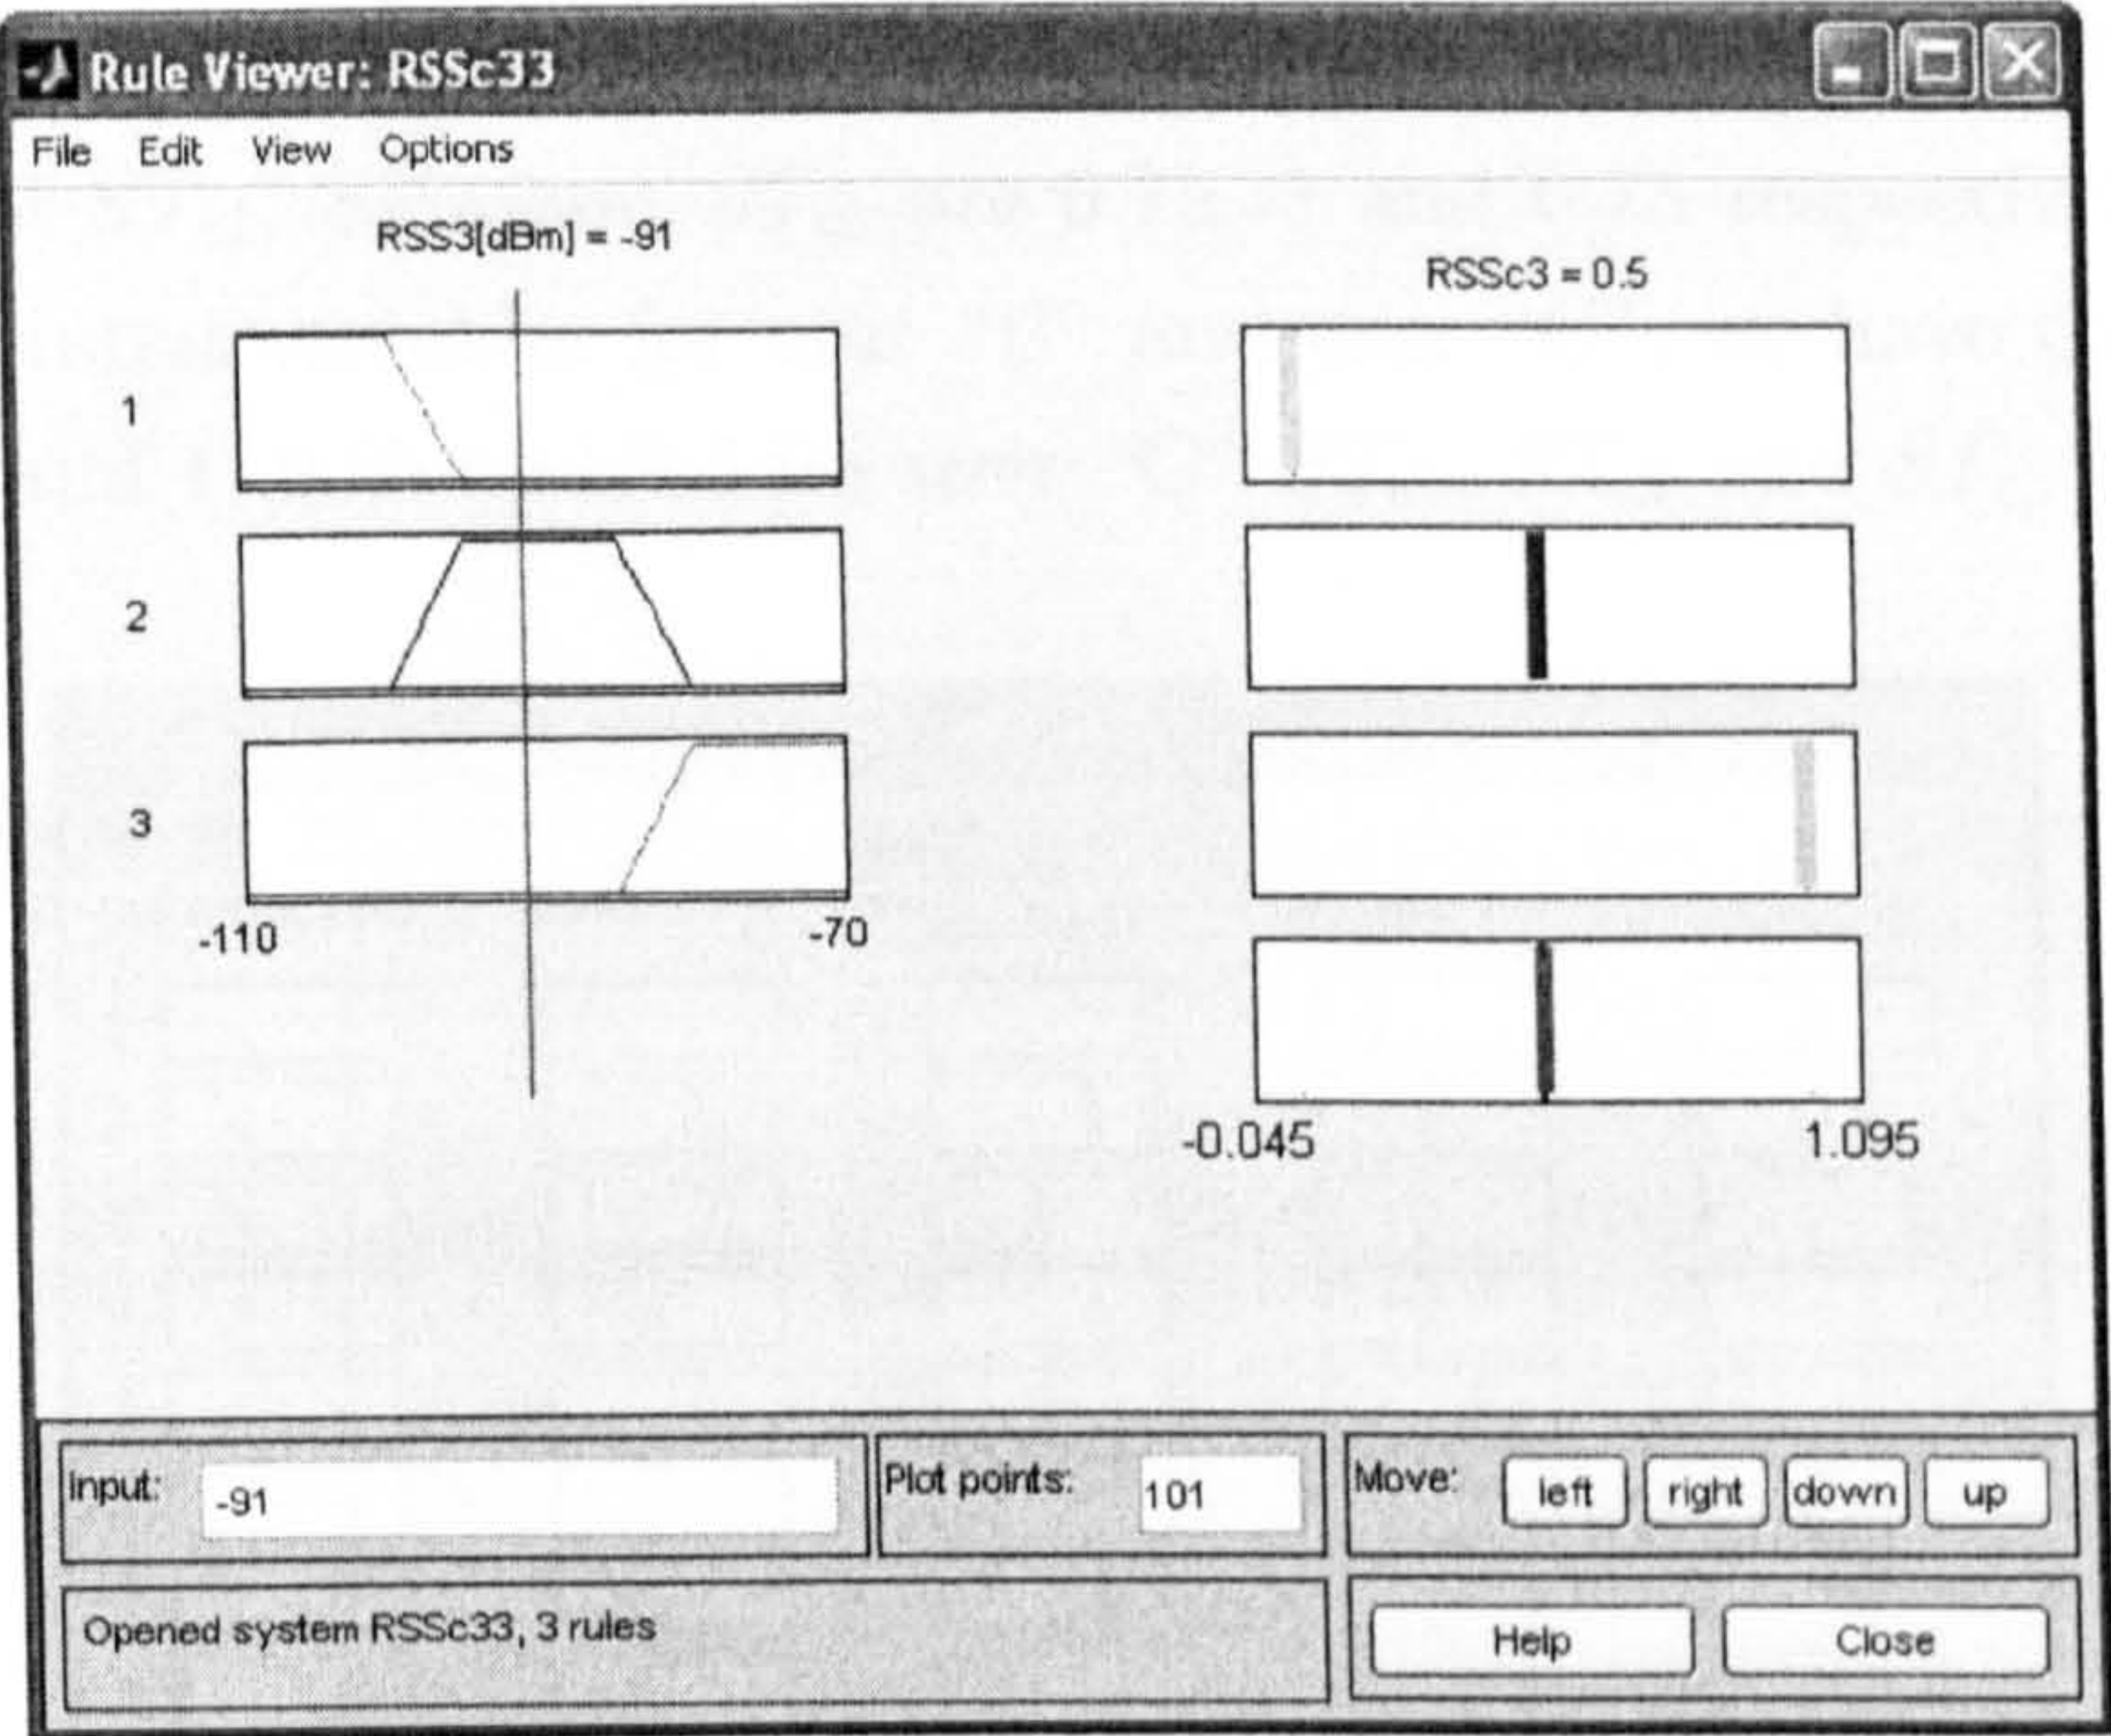 Rule Viewer: RSSc33
File Edit View Options
RSS3[dBm] = -91
RSSc3 = 0.5
1
2
3
-110 -70
-0.045 1.095
Input: -91
Plot points: 101
Move: left right down up
Opened system RSSc33, 3 rules
Help Close